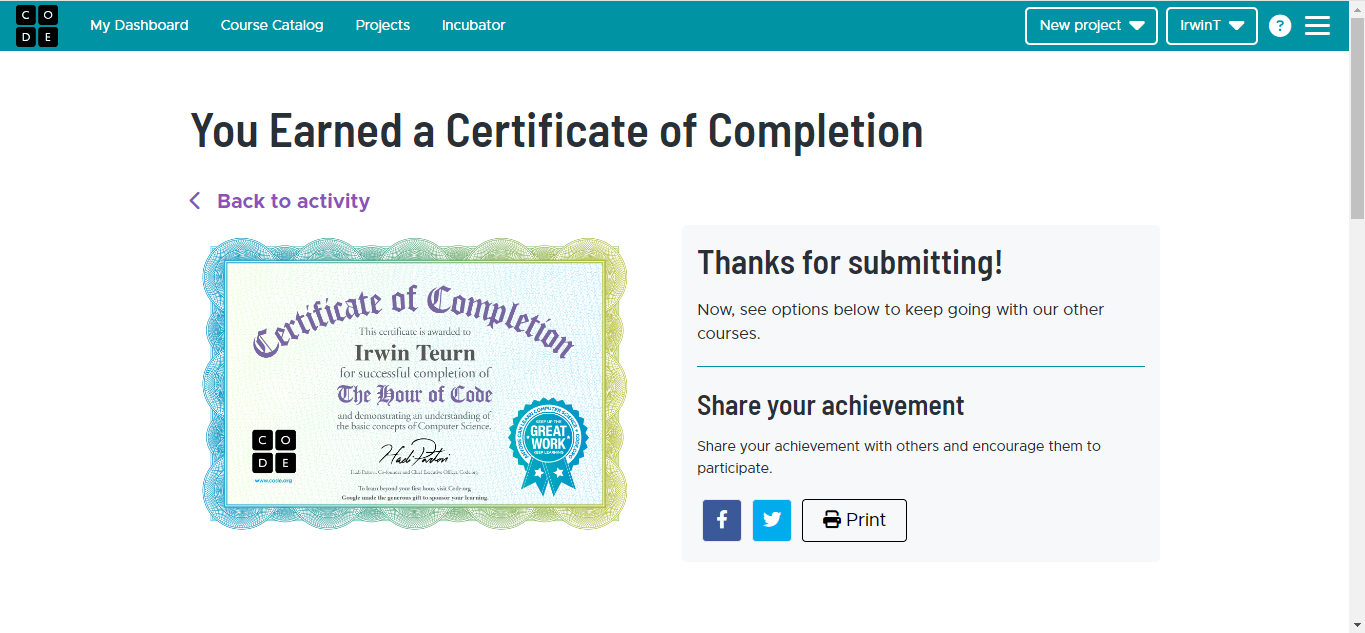 C O
D E
My Dashboard Course Catalog Projects Incubator New project IrwinT ?
You Earned a Certificate of Completion
Back to activity
Certificate of Completion
This certificate is awarded to
Irwin Teurn
for successful completion of
The Hour of Code
and demonstrating an understanding of
the basic concepts of Computer Science.
Hadi Partovi, Co-founder and Chief Executive Officer, Code.org
To learn beyond your first hour, visit Code.org
Google made the generous gift to sponsor your learning.
C O
D E
www.code.org
KEEP UP THE
GREAT
WORK
KEEP LEARNING
Thanks for submitting!
Now, see options below to keep going with our other
courses.
Share your achievement
Share your achievement with others and encourage them to
participate.
f
Print